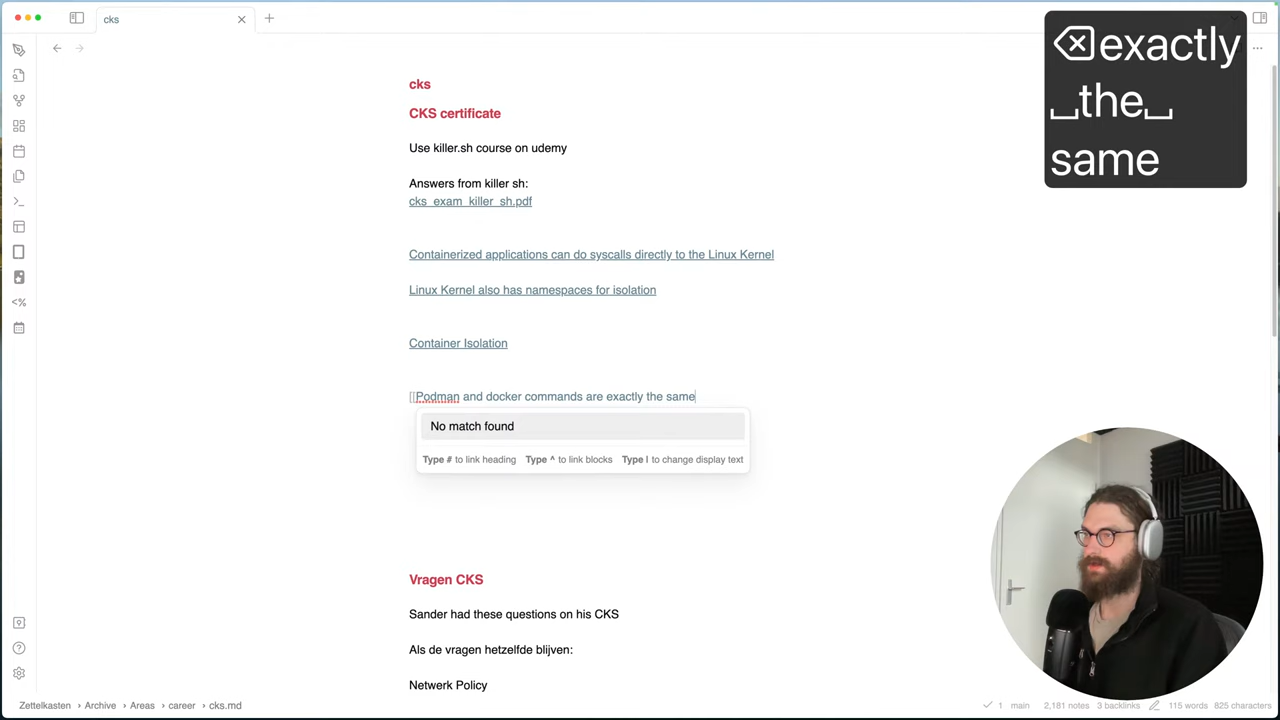 cks
⌫exactly
␣the␣
same
cks
CKS certificate
Use killer.sh course on udemy
Answers from killer sh:
cks_exam_killer_sh.pdf
Containerized applications can do syscalls directly to the Linux Kernel
Linux Kernel also has namespaces for isolation
Container Isolation
[[Podman and docker commands are exactly the same
No match found
Type # to link heading Type ^ to link blocks Type | to change display text
Vragen CKS
Sander had these questions on his CKS
Als de vragen hetzelfde blijven:
Netwerk Policy
Zettelkasten › Archive › Areas › career › cks.md
1 main 2,181 notes 3 backlinks 115 words 825 characters